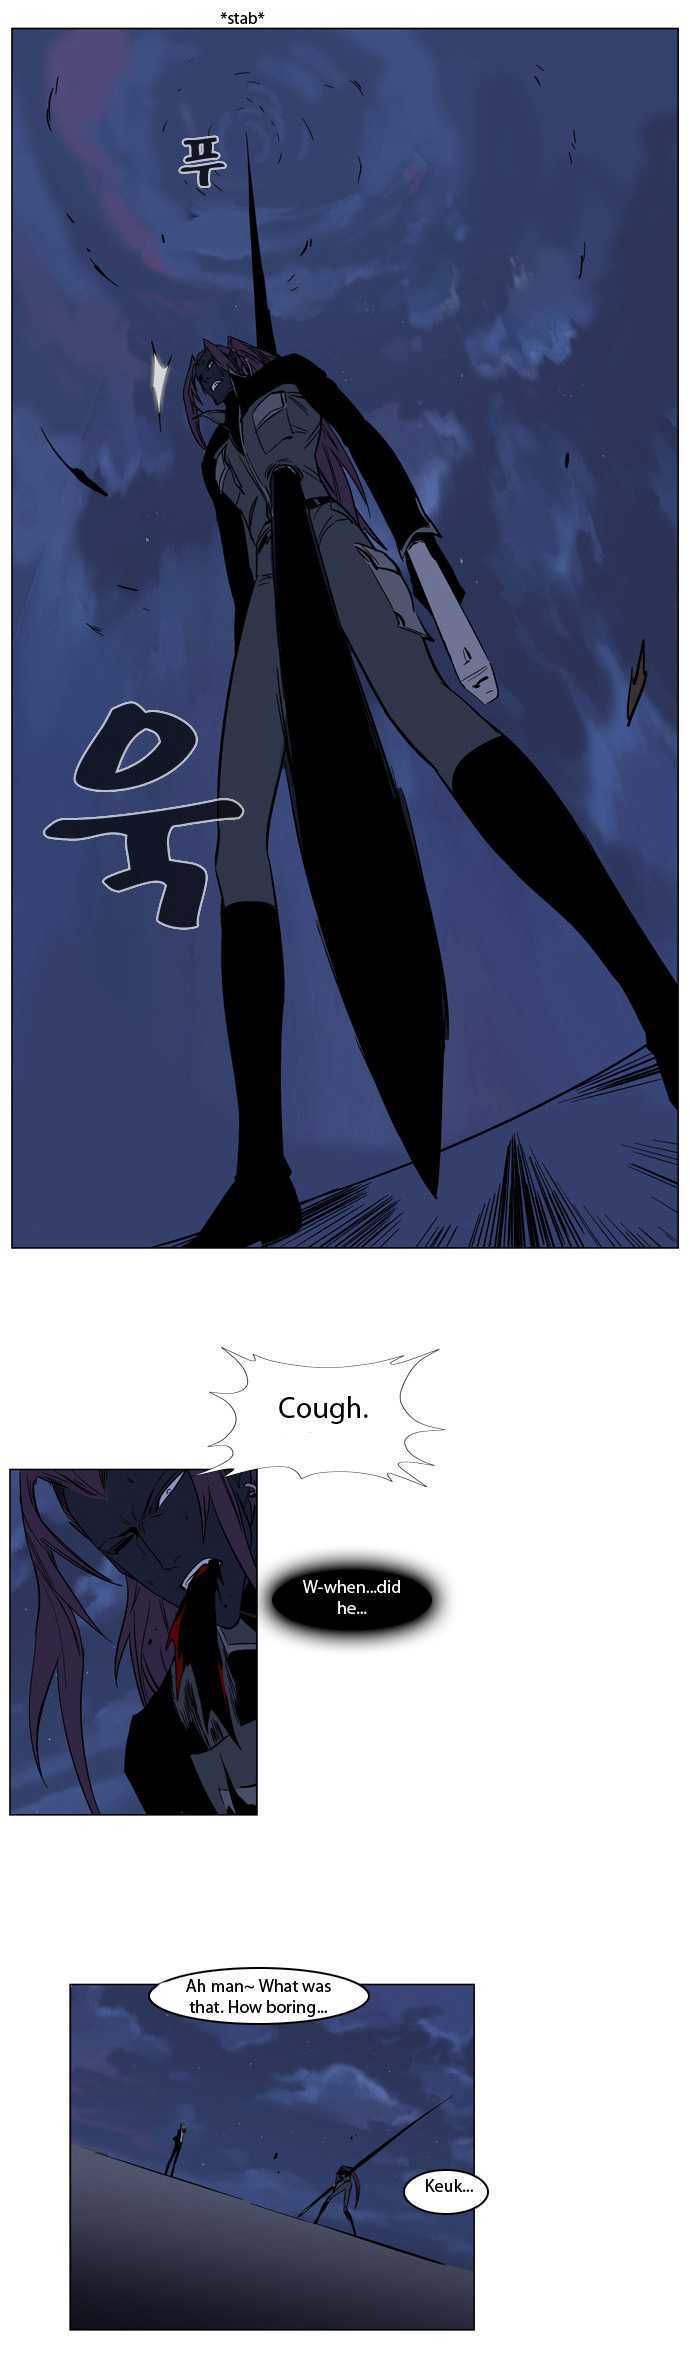 *stab*
푸
욱
Cough.
W-when...did
he...
Ah man~ What was
that. How boring...
Keuk...